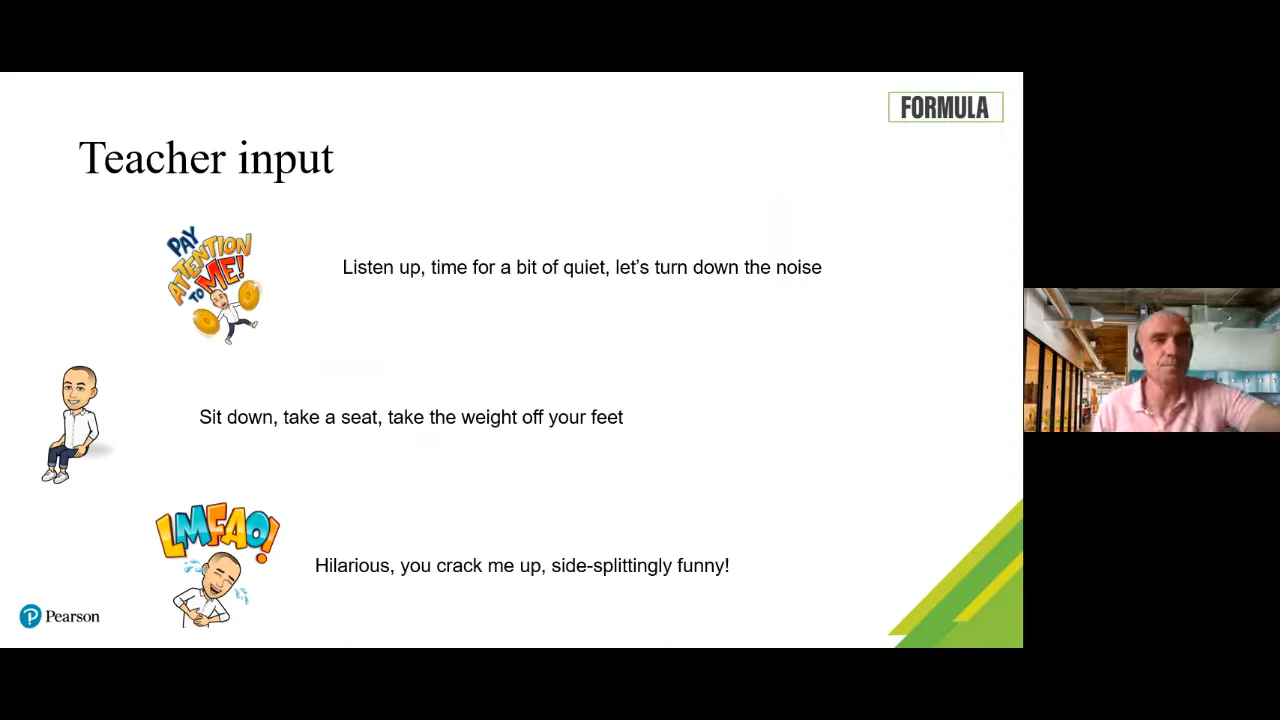 FORMULA
Teacher input
PAY
ATTENTION
TO ME!
Listen up, time for a bit of quiet, let’s turn down the noise
Sit down, take a seat, take the weight off your feet
LMFAO!
Hilarious, you crack me up, side-splittingly funny!
P Pearson